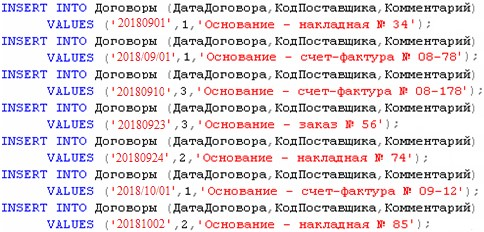 INSERT INTO Договоры (ДатаДоговора,КодПоставщика,Комментарий)
VALUES ('20180901',1,'Основание - накладная № 34');
INSERT INTO Договоры (ДатаДоговора,КодПоставщика,Комментарий)
VALUES ('2018/09/01',1,'Основание - счет-фактура № 08-78');
INSERT INTO Договоры (ДатаДоговора,КодПоставщика,Комментарий)
VALUES ('20180910',3,'Основание - счет-фактура № 08-178');
INSERT INTO Договоры (ДатаДоговора,КодПоставщика,Комментарий)
VALUES ('20180923',3,'Основание - заказ № 56');
INSERT INTO Договоры (ДатаДоговора,КодПоставщика,Комментарий)
VALUES ('20180924',2,'Основание - накладная № 74');
INSERT INTO Договоры (ДатаДоговора,КодПоставщика,Комментарий)
VALUES ('2018/10/01',1,'Основание - счет-фактура № 09-12');
INSERT INTO Договоры (ДатаДоговора,КодПоставщика,Комментарий)
VALUES ('20181002',2,'Основание - накладная № 85');